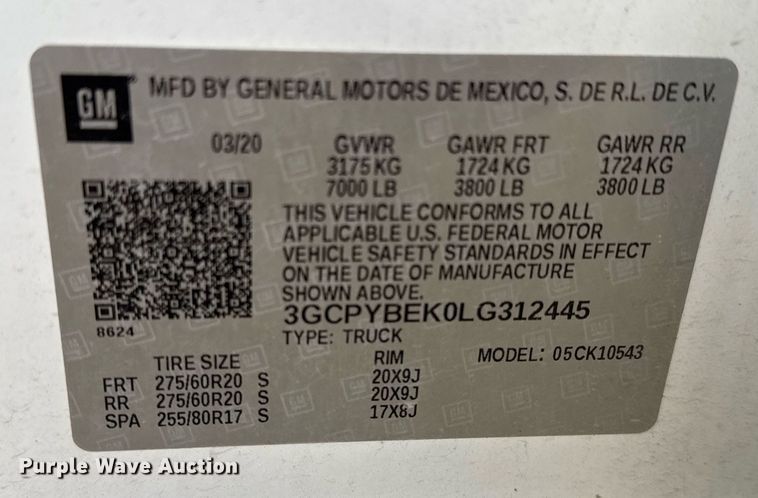 GM MFD BY GENERAL MOTORS DE MEXICO, S. DE R.L. DE C.V.
03/20 GVWR GAWR FRT GAWR RR
3175 KG 1724 KG 1724 KG
7000 LB 3800 LB 3800 LB
THIS VEHICLE CONFORMS TO ALL
APPLICABLE U.S. FEDERAL MOTOR
VEHICLE SAFETY STANDARDS IN EFFECT
ON THE DATE OF MANUFACTURE
SHOWN ABOVE.
8624
3GCPYBEK0LG312445
TYPE: TRUCK
TIRE SIZE RIM MODEL: 05CK10543
FRT 275/60R20 S 20X9J
RR 275/60R20 S 20X9J
SPA 255/80R17 S 17X8J
Purple Wave Auction